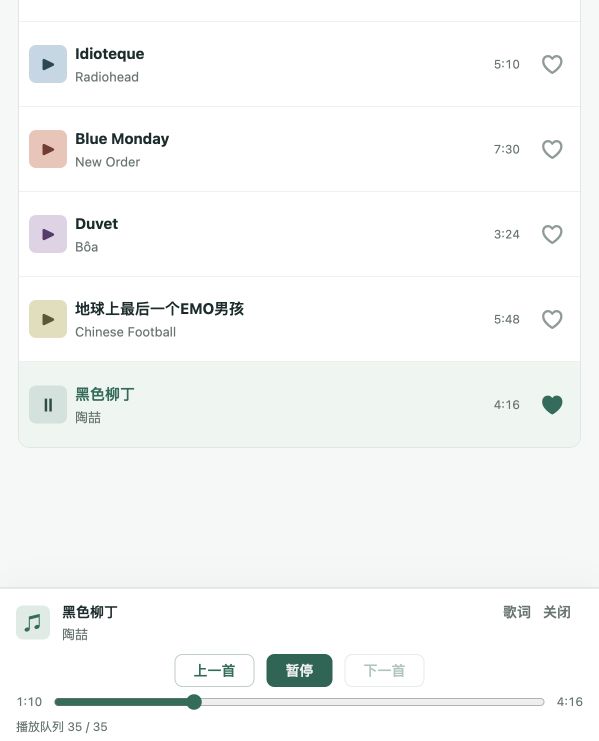 Idioteque
Radiohead
5:10
Blue Monday
New Order
7:30
Duvet
Bôa
3:24
地球上最后一个EMO男孩
Chinese Football
5:48
黑色柳丁
陶喆
4:16
黑色柳丁
陶喆
歌词 关闭
上一首 暂停 下一首
1:10 4:16
播放队列 35 / 35